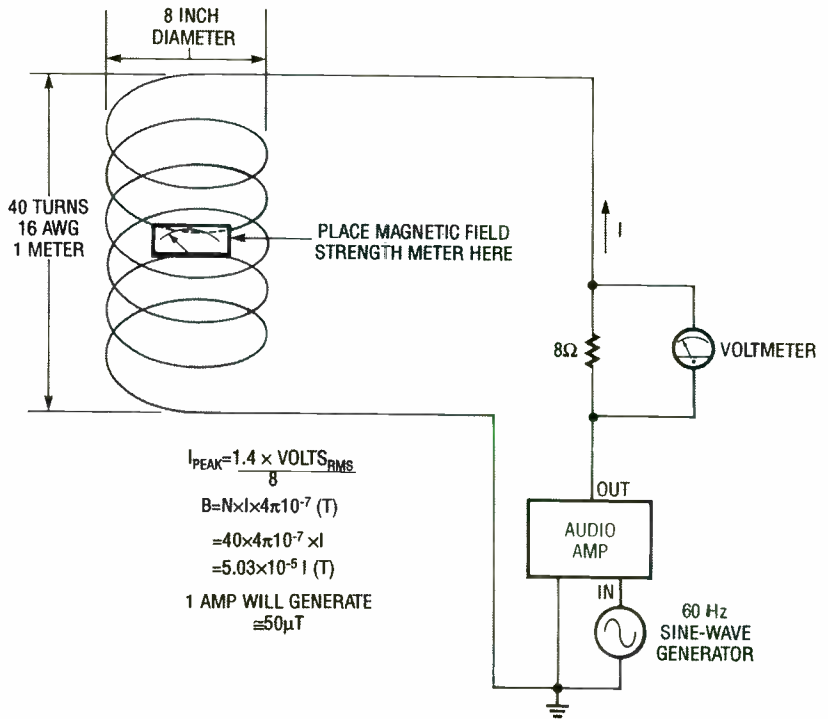 8 INCH
DIAMETER
40 TURNS
16 AWG
1 METER
PLACE MAGNETIC FIELD
STRENGTH METER HERE
I
8Ω
VOLTMETER
OUT
AUDIO
AMP
IN
60 Hz
SINE-WAVE
GENERATOR
I_PEAK=1.4 × VOLTS_RMS
8
B=N×I×4π10⁻⁷ (T)
=40×4π10⁻⁷ ×I
=5.03×10⁻⁵ I (T)
1 AMP WILL GENERATE
≅50µT